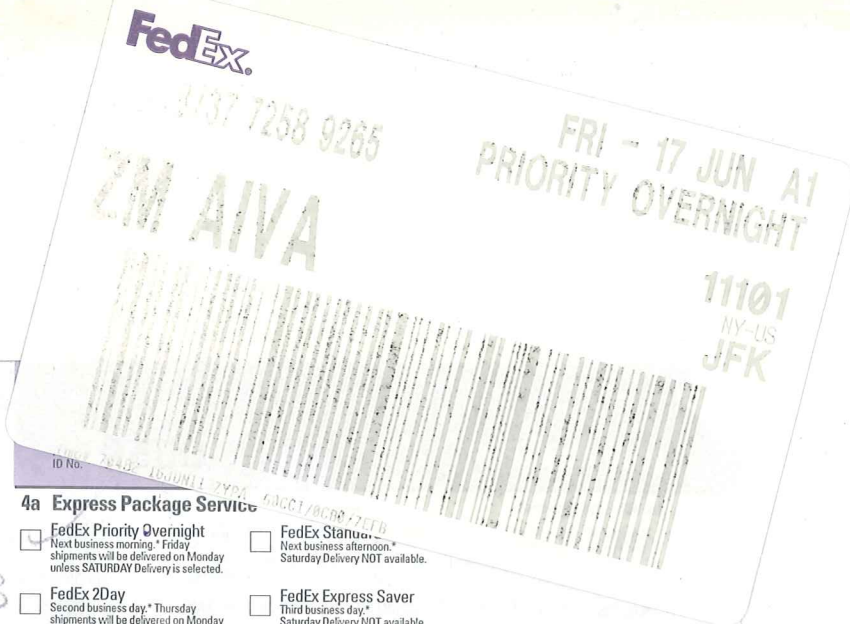 FedEx.
8137 7258 9265
FRI - 17 JUN A1
PRIORITY OVERNIGHT
ZM AIVA
11101
NY-US
JFK
ID No.
4a Express Package Service
FedEx Priority Overnight
Next business morning.* Friday
shipments will be delivered on Monday
unless SATURDAY Delivery is selected.
Next business afternoon.*
Saturday Delivery NOT available.
FedEx 2Day
Second business day.* Thursday
shipments will be delivered on Monday
FedEx Express Saver
Third business day.*
Saturday Delivery NOT available.